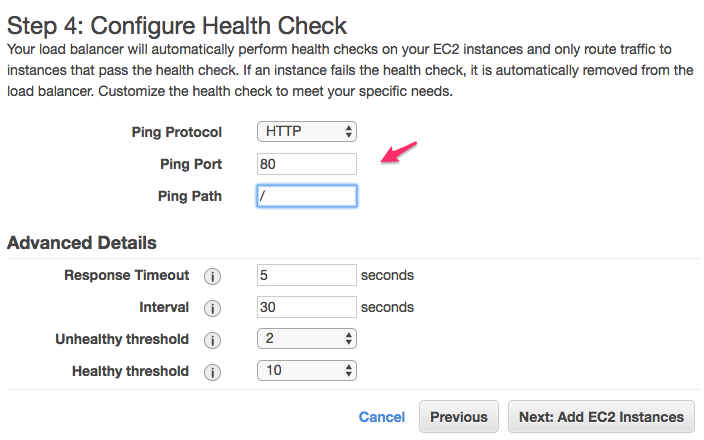 Step 4: Configure Health Check
Your load balancer will automatically perform health checks on your EC2 instances and only route traffic to
instances that pass the health check. If an instance fails the health check, it is automatically removed from the
load balancer. Customize the health check to meet your specific needs.
Ping Protocol HTTP
Ping Port 80
Ping Path /
Advanced Details
Response Timeout i 5 seconds
Interval i 30 seconds
Unhealthy threshold i 2
Healthy threshold i 10
Cancel Previous Next: Add EC2 Instances